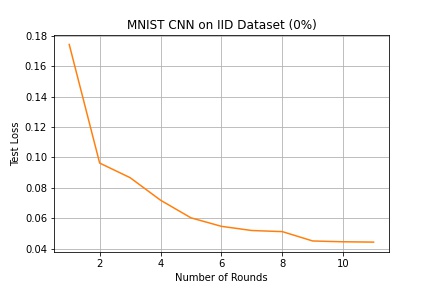 MNIST CNN on IID Dataset (0%)
0.18
0.16
0.14
0.12
0.10
0.08
0.06
0.04
Test Loss
2 4 6 8 10
Number of Rounds